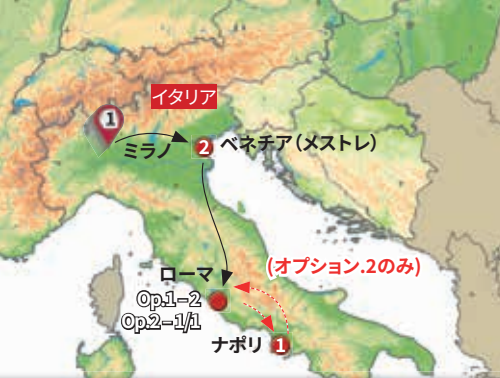 イタリア
1
ミラノ
2
ベネチア(メストレ)
ローマ
(オプション.2のみ)
Op.1−2
Op.2−1/1
ナポリ
1